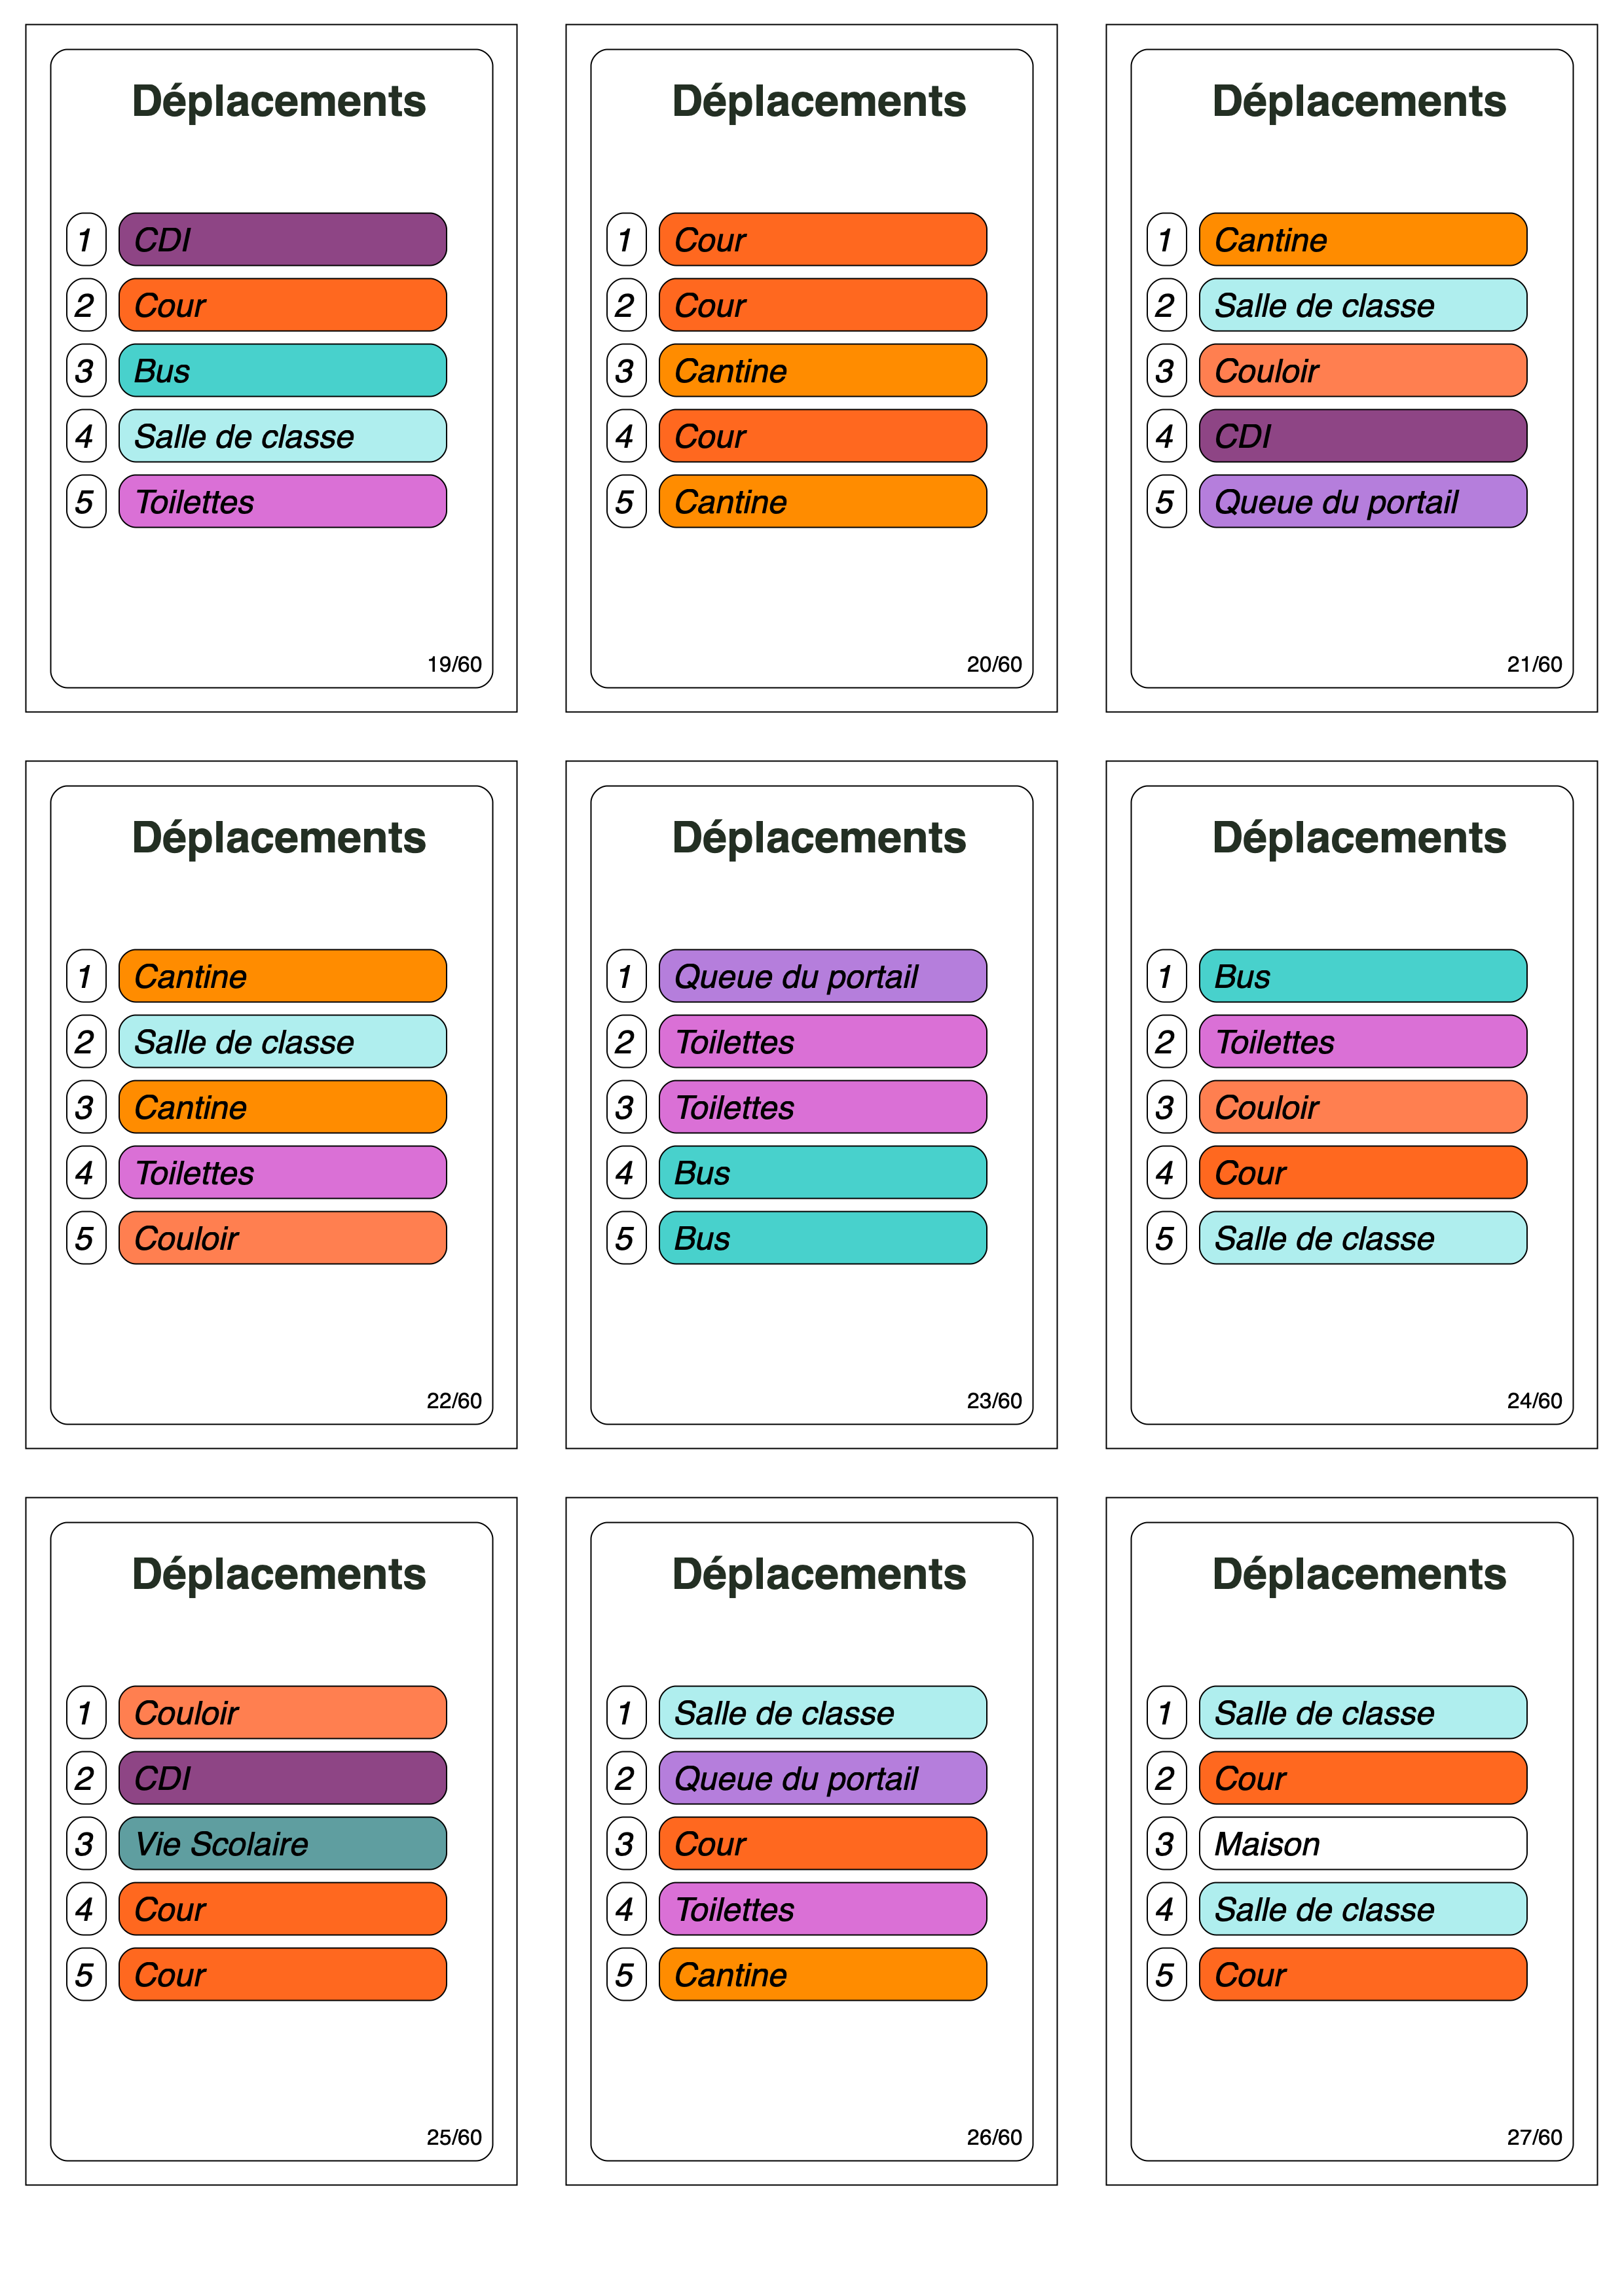 Déplacements
1 CDI
2 Cour
3 Bus
4 Salle de classe
5 Toilettes
19/60
Déplacements
1 Cour
2 Cour
3 Cantine
4 Cour
5 Cantine
20/60
Déplacements
1 Cantine
2 Salle de classe
3 Couloir
4 CDI
5 Queue du portail
21/60
Déplacements
1 Cantine
2 Salle de classe
3 Cantine
4 Toilettes
5 Couloir
22/60
Déplacements
1 Queue du portail
2 Toilettes
3 Toilettes
4 Bus
5 Bus
23/60
Déplacements
1 Bus
2 Toilettes
3 Couloir
4 Cour
5 Salle de classe
24/60
Déplacements
1 Couloir
2 CDI
3 Vie Scolaire
4 Cour
5 Cour
25/60
Déplacements
1 Salle de classe
2 Queue du portail
3 Cour
4 Toilettes
5 Cantine
26/60
Déplacements
1 Salle de classe
2 Cour
3 Maison
4 Salle de classe
5 Cour
27/60